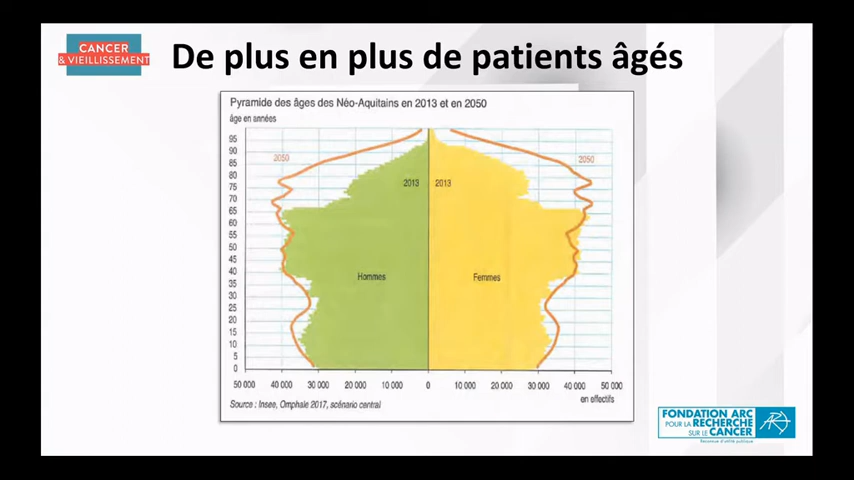 CANCER
& VIEILLISSEMENT
De plus en plus de patients âgés
Pyramide des âges des Néo-Aquitains en 2013 et en 2050
âge en années
95
90
85
80
75
70
65
60
55
50
45
40
35
30
25
20
15
10
5
0
2050
2013
2013
2050
Hommes
Femmes
50 000 40 000 30 000 20 000 10 000 0 10 000 20 000 30 000 40 000 50 000
en effectifs
Source : Insee, Omphale 2017, scénario central
FONDATION ARC
POUR LA RECHERCHE
SUR LE CANCER
Reconnue d'utilité publique